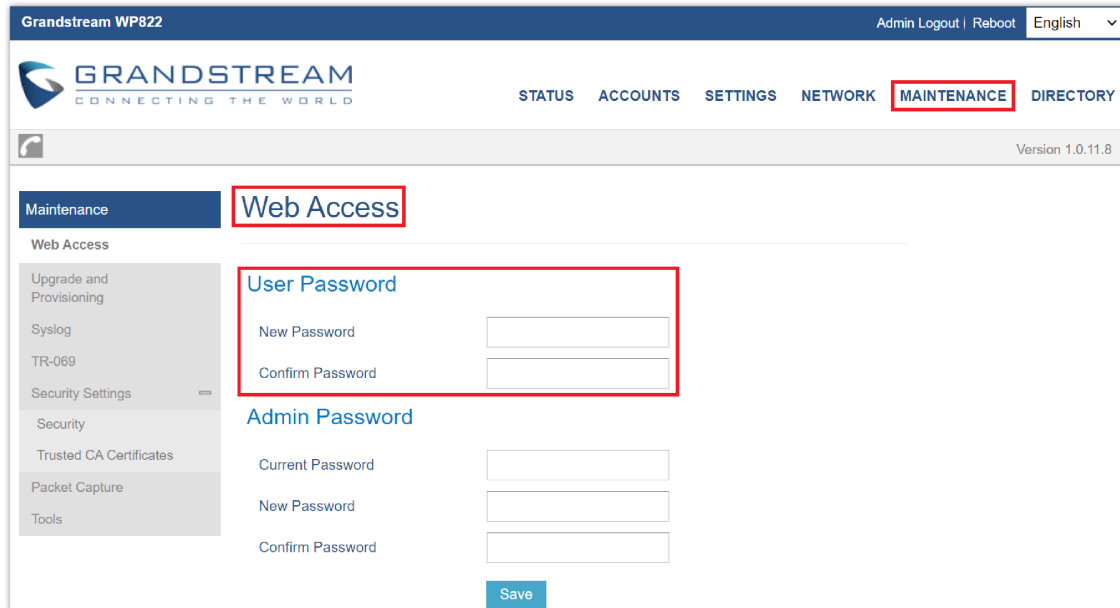 Grandstream WP822
Admin Logout | Reboot
English
GRANDSTREAM
CONNECTING THE WORLD
STATUS ACCOUNTS SETTINGS NETWORK MAINTENANCE DIRECTORY
Version 1.0.11.8
Maintenance
Web Access
Upgrade and
Provisioning
Syslog
TR-069
Security Settings
Security
Trusted CA Certificates
Packet Capture
Tools
Web Access
User Password
New Password
Confirm Password
Admin Password
Current Password
New Password
Confirm Password
Save